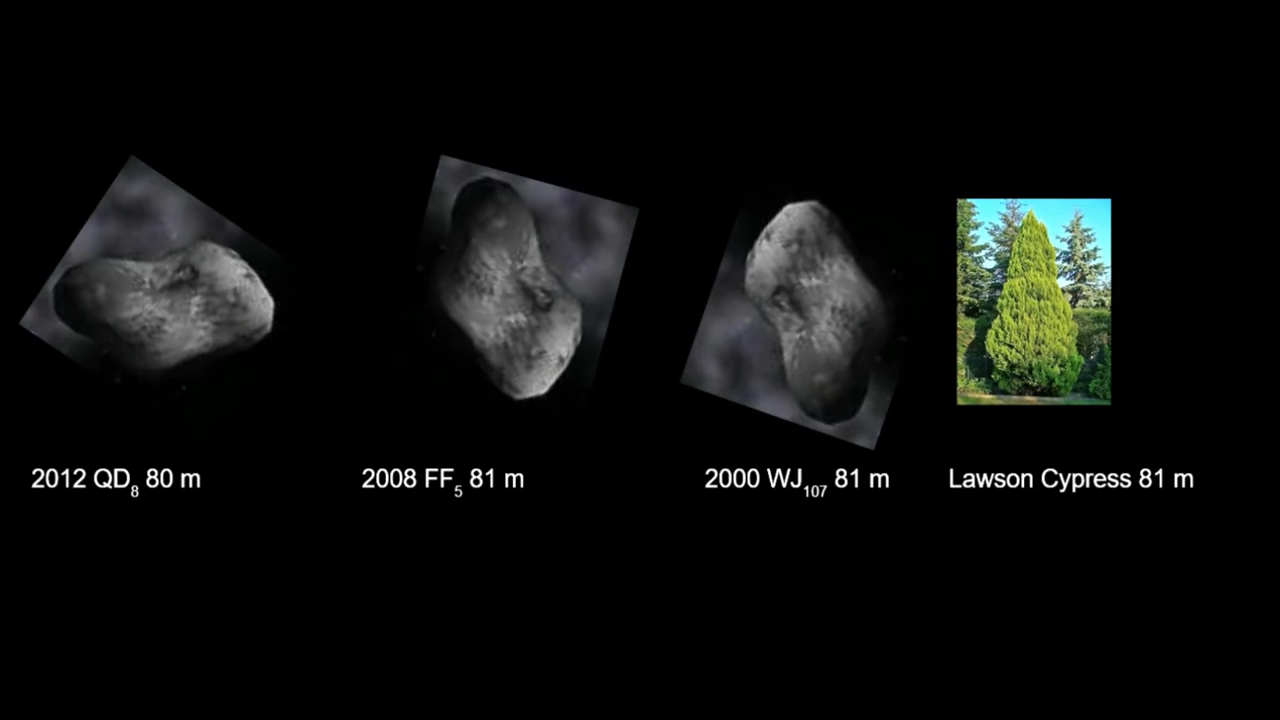 2012 QD₈ 80 m
2008 FF₅ 81 m
2000 WJ₁₀₇ 81 m
Lawson Cypress 81 m